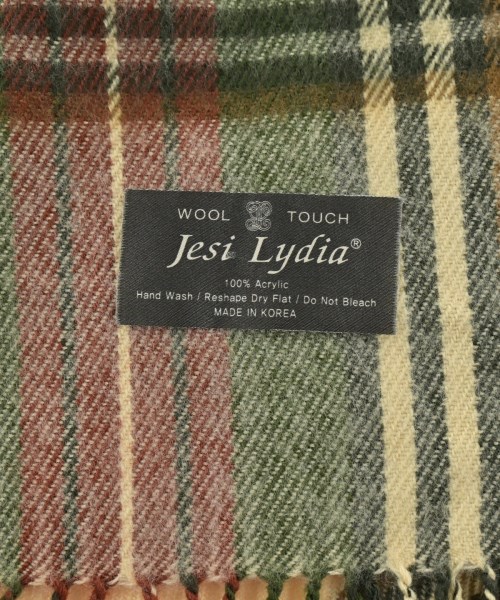 WOOL TOUCH
Jesi Lydia®
100% Acrylic
Hand Wash / Reshape Dry Flat / Do Not Bleach
MADE IN KOREA